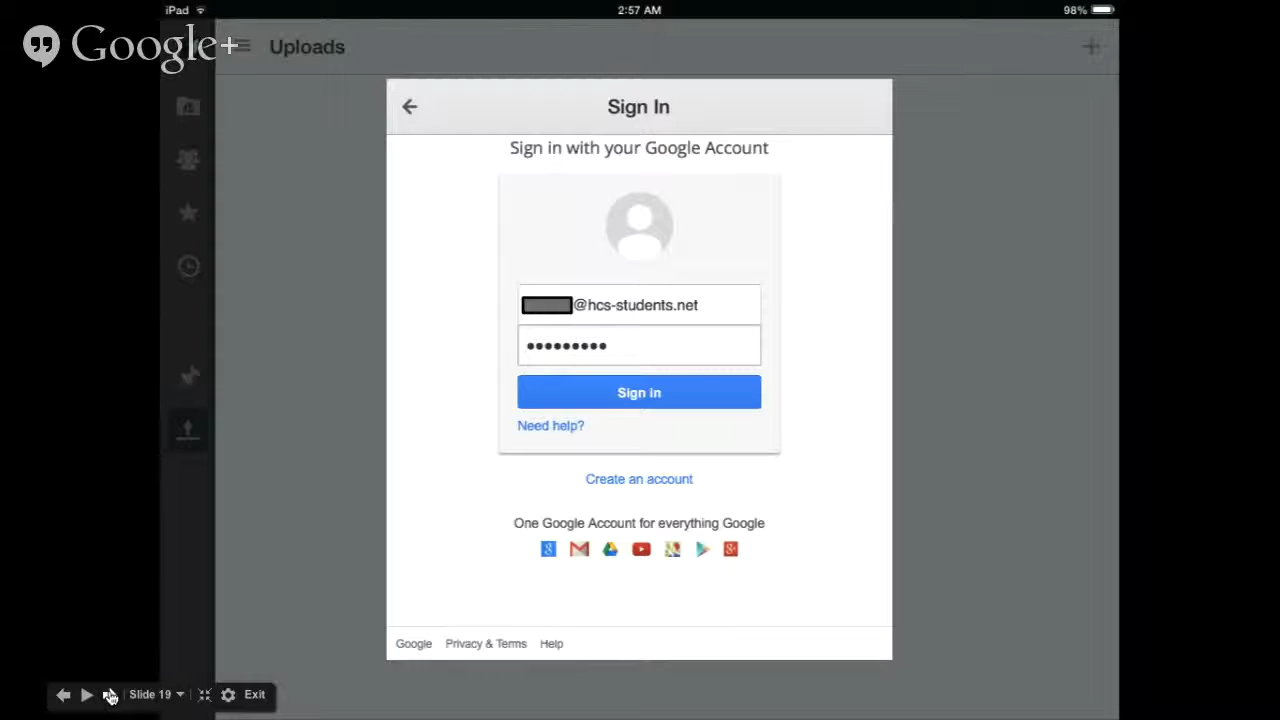 iPad 2:57 AM 98%
Google+
Uploads
Sign In
Sign in with your Google Account
@hcs-students.net
•••••••••
Sign in
Need help?
Create an account
One Google Account for everything Google
Google Privacy & Terms Help
Slide 19 Exit